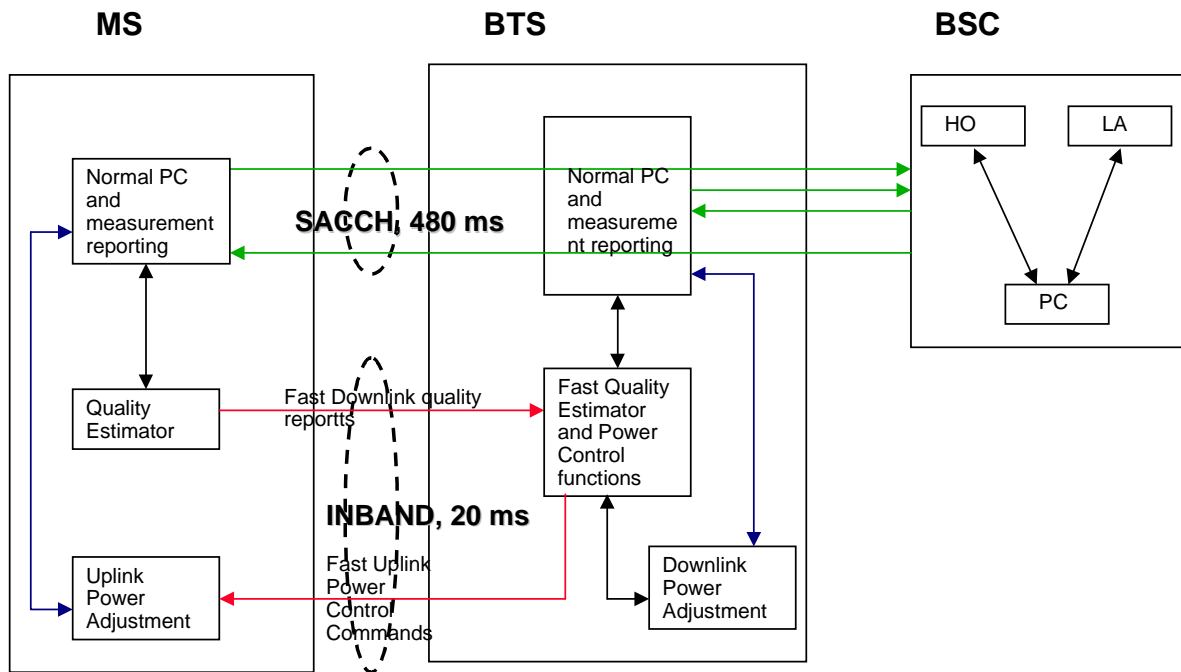 MS
BTS
BSC
Normal PC
and
measurement
reporting
SACCH, 480 ms
Normal PC
and
measureme
nt reporting
HO
LA
PC
Quality
Estimator
Fast Downlink quality
reportts
Fast Quality
Estimator
and Power
Control
functions
INBAND, 20 ms
Uplink
Power
Adjustment
Fast Uplink
Power
Control
Commands
Downlink
Power
Adjustment